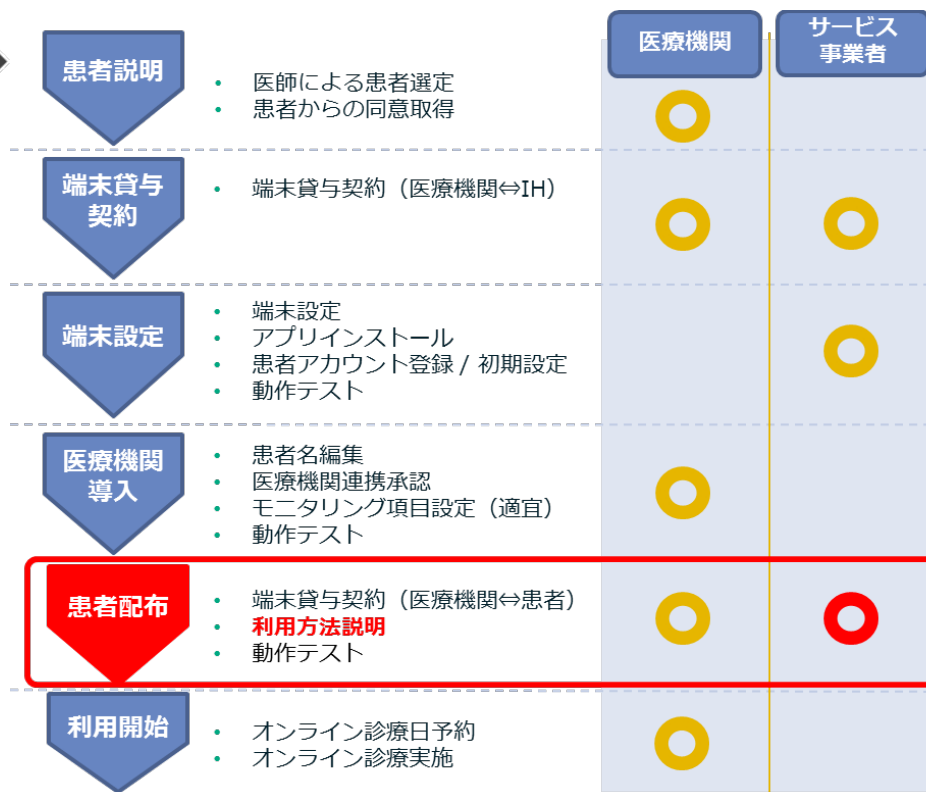 医療機関
サービス
事業者
患者説明
• 医師による患者選定
• 患者からの同意取得
端末貸与
契約
• 端末貸与契約（医療機関⇔IH）
端末設定
• 端末設定
• アプリインストール
• 患者アカウント登録 / 初期設定
• 動作テスト
医療機関
導入
• 患者名編集
• 医療機関連携承認
• モニタリング項目設定（適宜）
• 動作テスト
患者配布
• 端末貸与契約（医療機関⇔患者）
• 利用方法説明
• 動作テスト
利用開始
• オンライン診療日予約
• オンライン診療実施